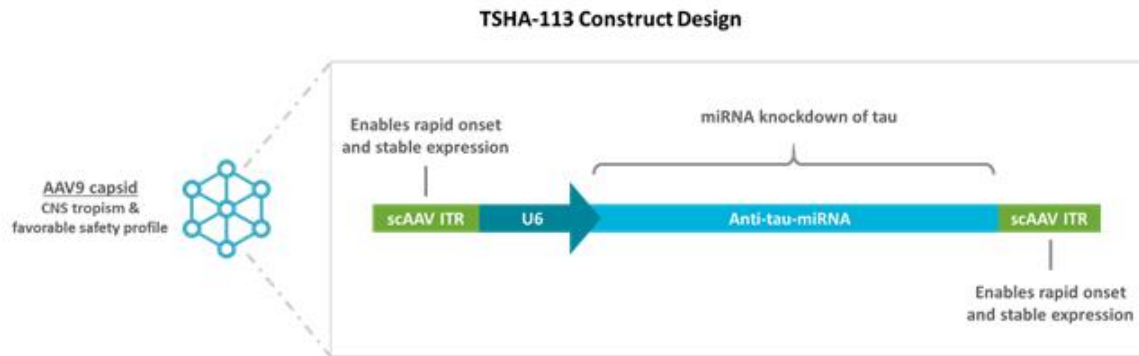 TSHA-113 Construct Design
Enables rapid onset
and stable expression
miRNA knockdown of tau
AAV9 capsid
CNS tropism &
favorable safety profile
scAAV ITR
U6
Anti-tau-miRNA
scAAV ITR
Enables rapid onset
and stable expression